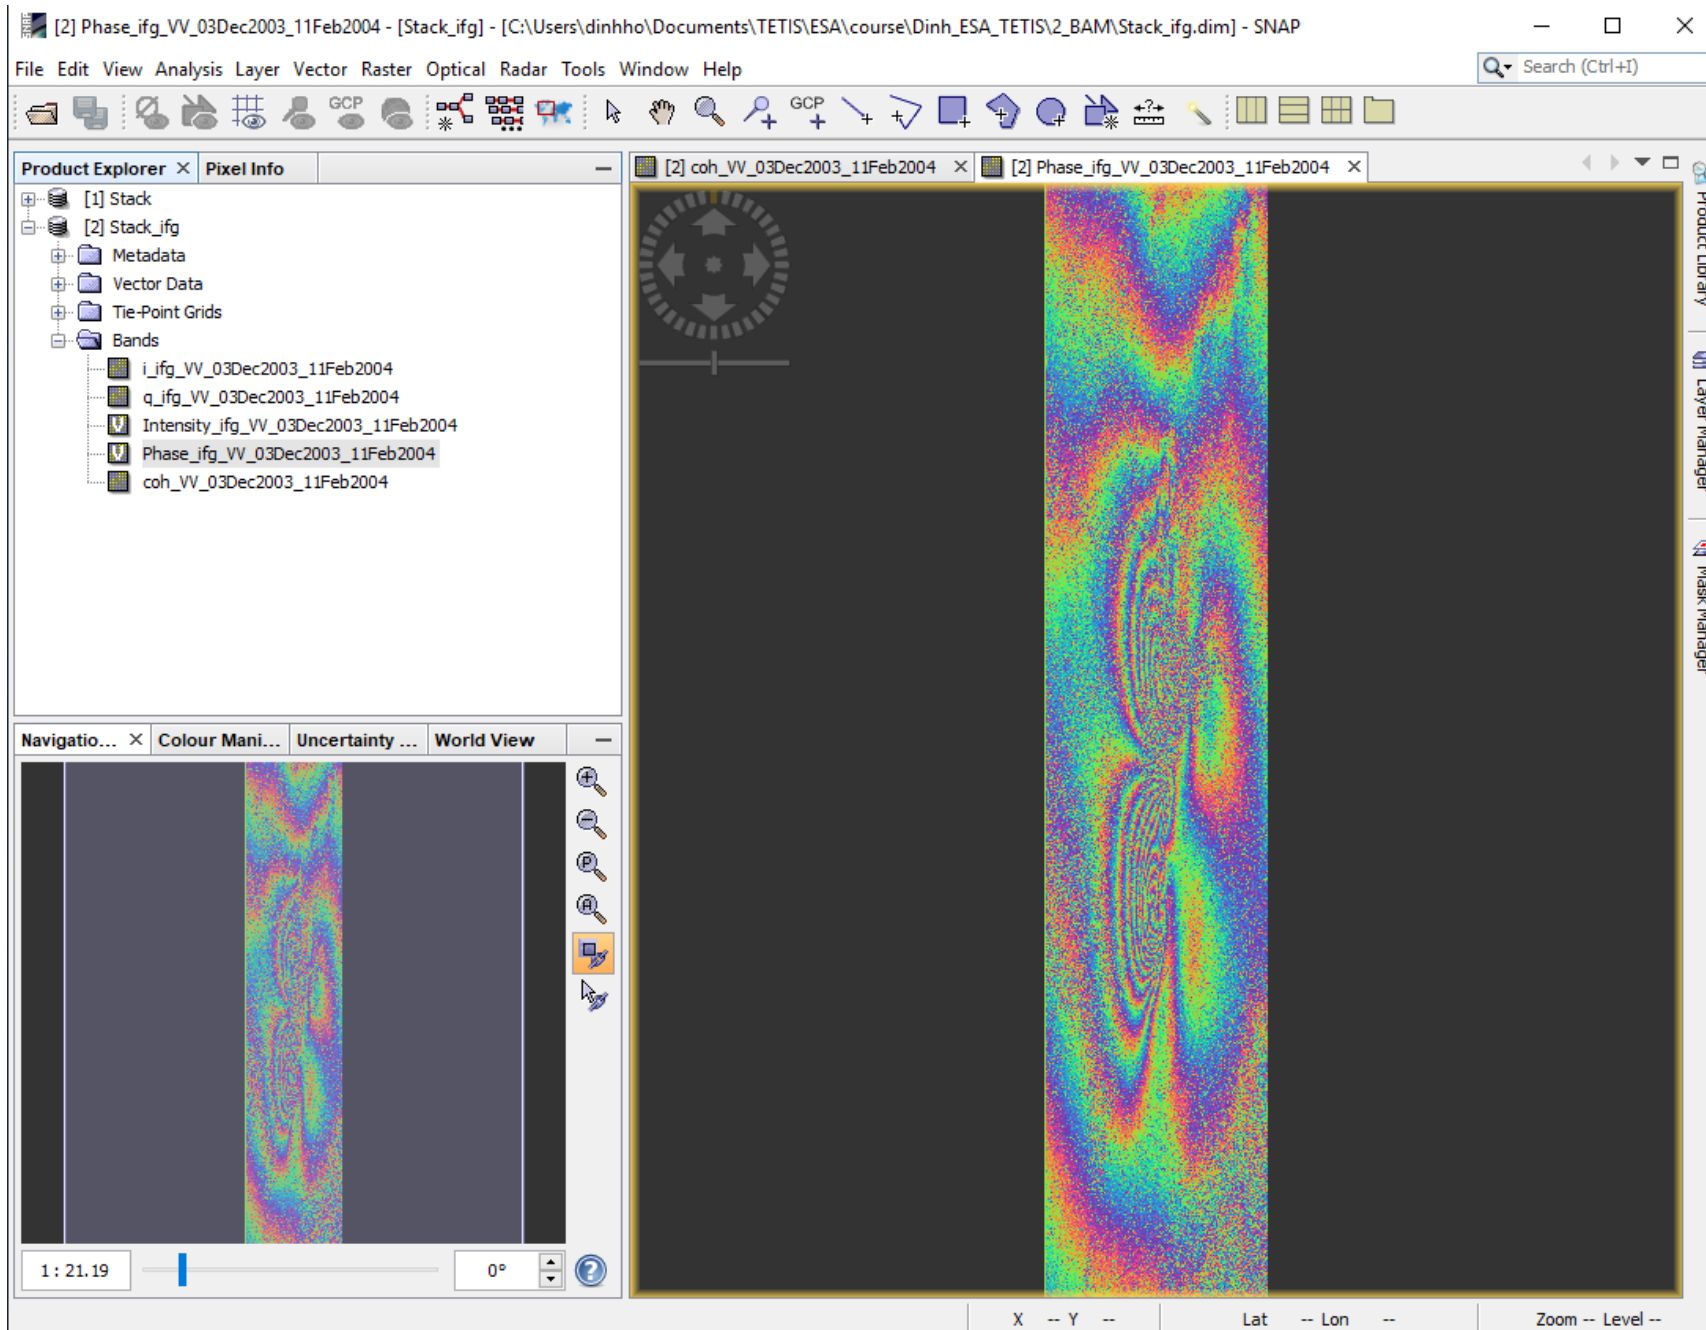 [2] Phase_ifg_VV_03Dec2003_11Feb2004 - [Stack_ifg] - [C:\Users\dinhho\Documents\TETIS\ESA\course\Dinh_ESA_TETIS\2_BAM\Stack_ifg.dim] - SNAP
File Edit View Analysis Layer Vector Raster Optical Radar Tools Window Help
Search (Ctrl+I)
GCP GCP
Product Explorer Pixel Info
[2] coh_VV_03Dec2003_11Feb2004 [2] Phase_ifg_VV_03Dec2003_11Feb2004
[1] Stack
[2] Stack_ifg
Metadata
Vector Data
Tie-Point Grids
Bands
i_ifg_VV_03Dec2003_11Feb2004
q_ifg_VV_03Dec2003_11Feb2004
Intensity_ifg_VV_03Dec2003_11Feb2004
Phase_ifg_VV_03Dec2003_11Feb2004
coh_VV_03Dec2003_11Feb2004
Product Library
Layer Manager
Mask Manager
Navigatio... Colour Mani... Uncertainty ... World View
1 : 21.19
0°
X -- Y -- Lat -- Lon -- Zoom -- Level --